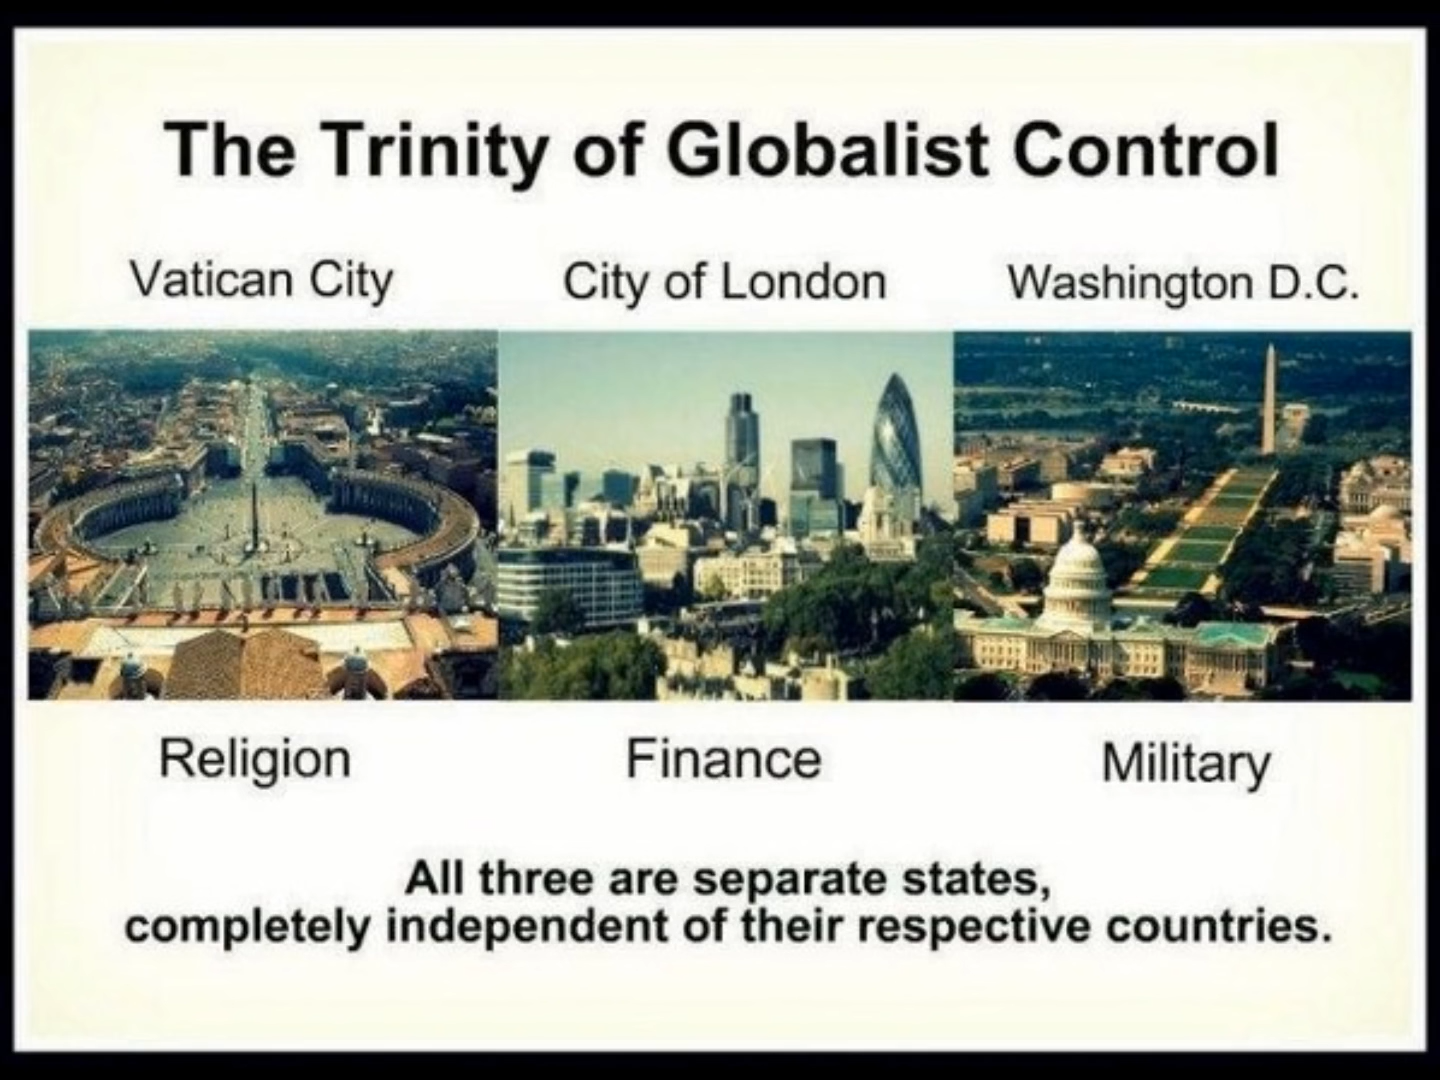 The Trinity of Globalist Control
Vatican City
City of London
Washington D.C.
Religion
Finance
Military
All three are separate states,
completely independent of their respective countries.